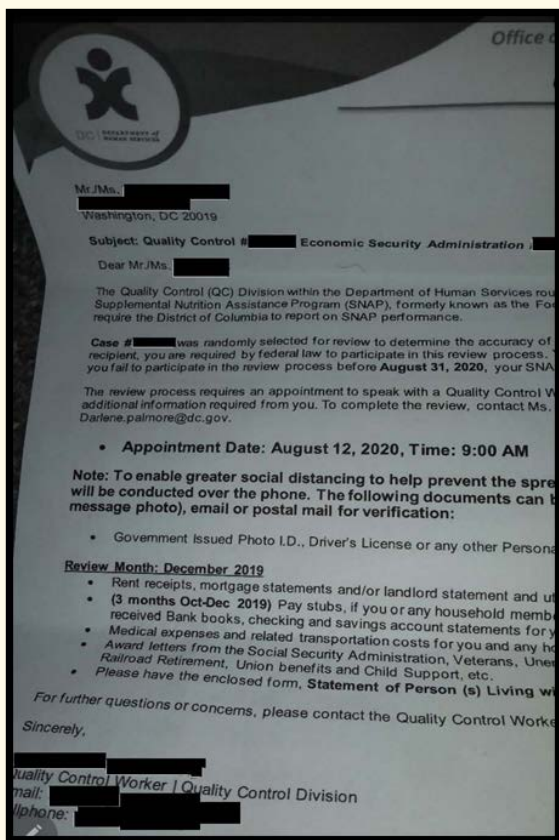 Office
DC | DEPARTMENT of
HUMAN SERVICES
Mr./Ms.
Washington, DC 20019
Subject: Quality Control # Economic Security Administration
Dear Mr./Ms.
The Quality Control (QC) Division within the Department of Human Services rou
Supplemental Nutrition Assistance Program (SNAP), formerly known as the Fo
require the District of Columbia to report on SNAP performance.
Case # was randomly selected for review to determine the accuracy of
recipient, you are required by federal law to participate in this review process.
you fail to participate in the review process before August 31, 2020, your SNA
The review process requires an appointment to speak with a Quality Control W
additional information required from you. To complete the review, contact Ms.
Darlene.palmore@dc.gov.
• Appointment Date: August 12, 2020, Time: 9:00 AM
Note: To enable greater social distancing to help prevent the spre
will be conducted over the phone. The following documents can b
message photo), email or postal mail for verification:
• Government Issued Photo I.D., Driver's License or any other Persona
Review Month: December 2019
• Rent receipts, mortgage statements and/or landlord statement and ut
• (3 months Oct-Dec 2019) Pay stubs, if you or any household memb
received Bank books, checking and savings account statements for y
• Medical expenses and related transportation costs for you and any ho
• Award letters from the Social Security Administration, Veterans, Une
Railroad Retirement, Union benefits and Child Support, etc.
• Please have the enclosed form, Statement of Person (s) Living w
For further questions or concerns, please contact the Quality Control Worke
Sincerely,
uality Control Worker | Quality Control Division
mail:
llphone: